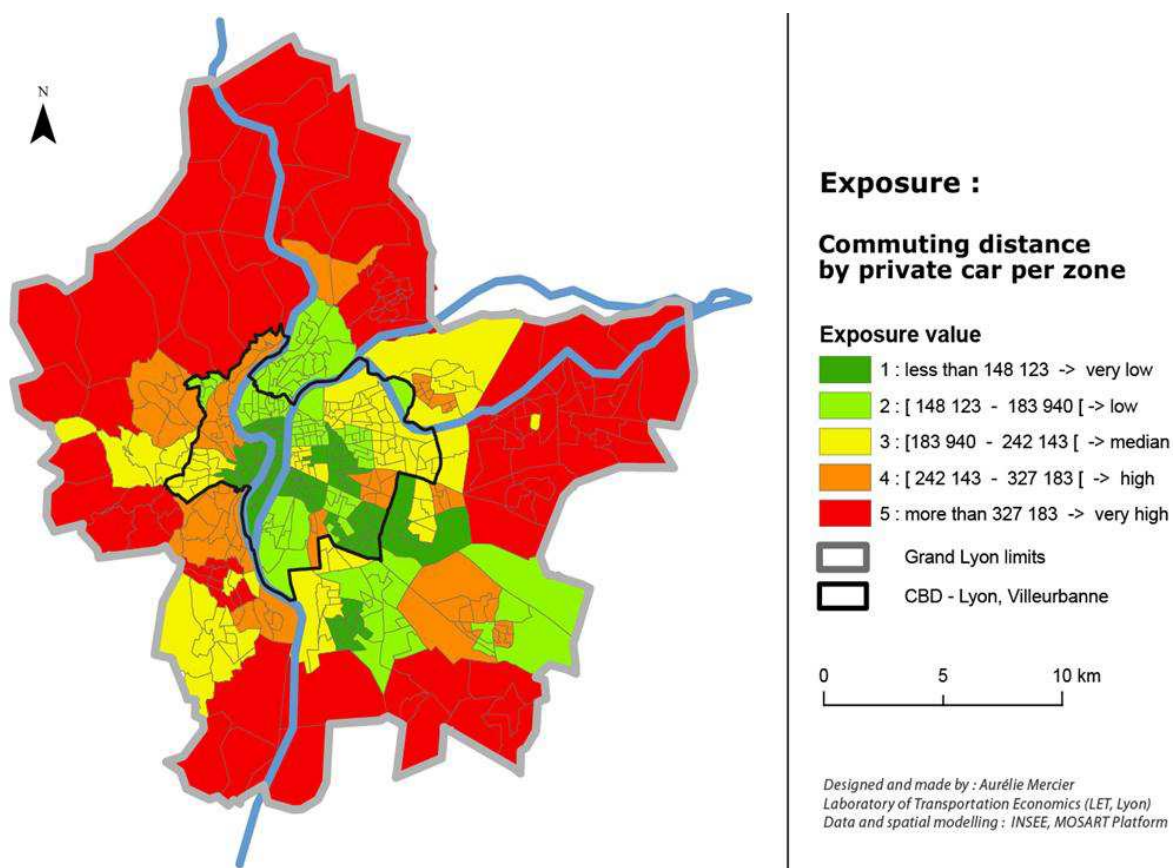 N
Exposure :
Commuting distance
by private car per zone
Exposure value
1 : less than 148 123 -> very low
2 : [ 148 123 - 183 940 [ -> low
3 : [183 940 - 242 143 [ -> median
4 : [ 242 143 - 327 183 [ -> high
5 : more than 327 183 -> very high
Grand Lyon limits
CBD - Lyon, Villeurbanne
0 5 10 km
Designed and made by : Aurélie Mercier
Laboratory of Transportation Economics (LET, Lyon)
Data and spatial modelling : INSEE, MOSART Platform